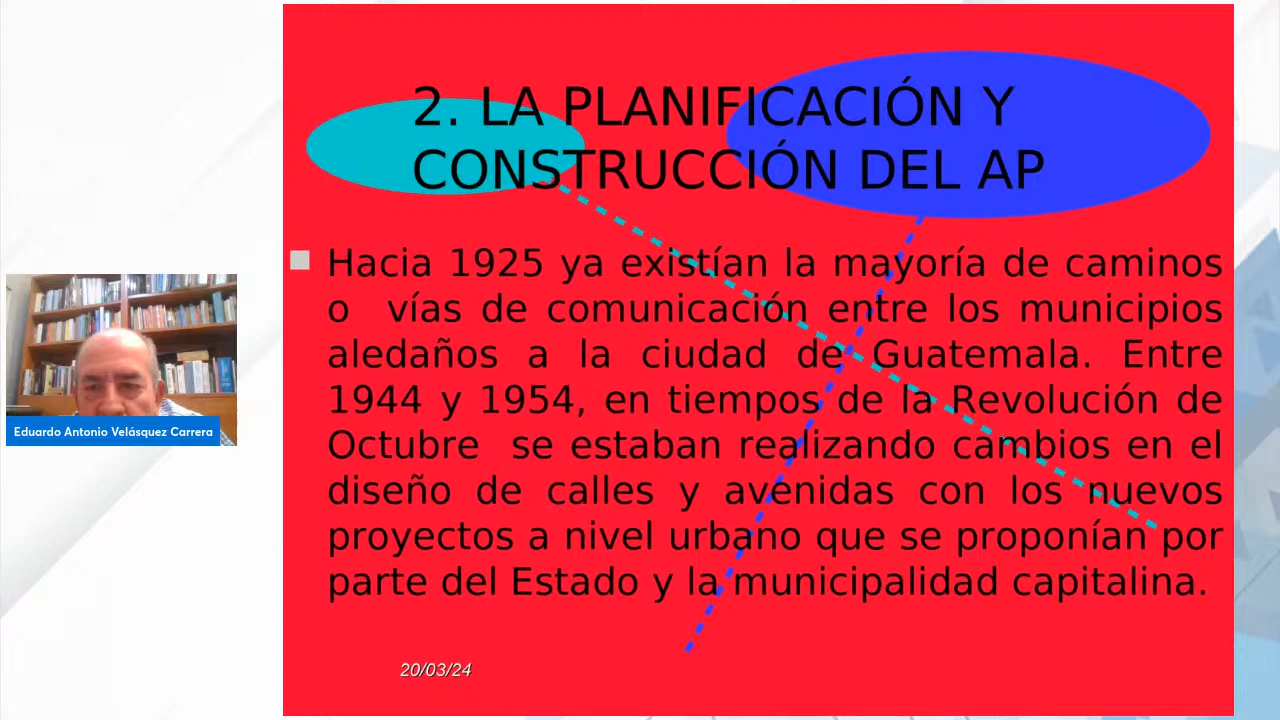 2. LA PLANIFICACIÓN Y
CONSTRUCCIÓN DEL AP
Hacia 1925 ya existían la mayoría de caminos
o vías de comunicación entre los municipios
aledaños a la ciudad de Guatemala. Entre
1944 y 1954, en tiempos de la Revolución de
Octubre se estaban realizando cambios en el
diseño de calles y avenidas con los nuevos
proyectos a nivel urbano que se proponían por
parte del Estado y la municipalidad capitalina.
20/03/24
Eduardo Antonio Velásquez Carrera